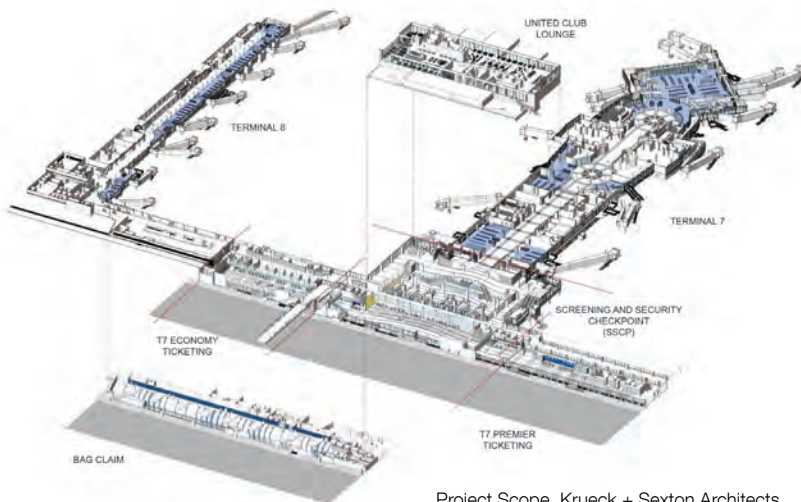 UNITED CLUB
LOUNGE
TERMINAL 8
TERMINAL 7
SCREENING AND SECURITY
CHECKPOINT
(SSCP)
T7 ECONOMY
TICKETING
T7 PREMIER
TICKETING
BAG CLAIM
Project Scope, Krueck + Sexton Architects